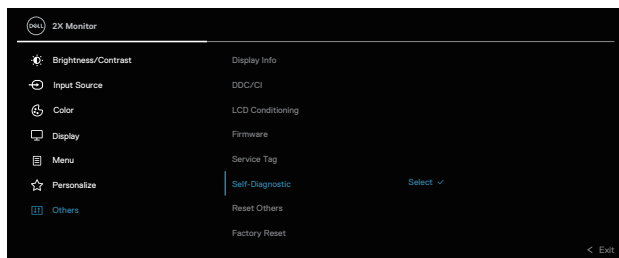 DELL 2X Monitor
Brightness/Contrast Display Info
Input Source DDC/CI
Color LCD Conditioning
Display Firmware
Menu Service Tag
Personalize Self-Diagnostic Select
Others Reset Others
Factory Reset
< Exit